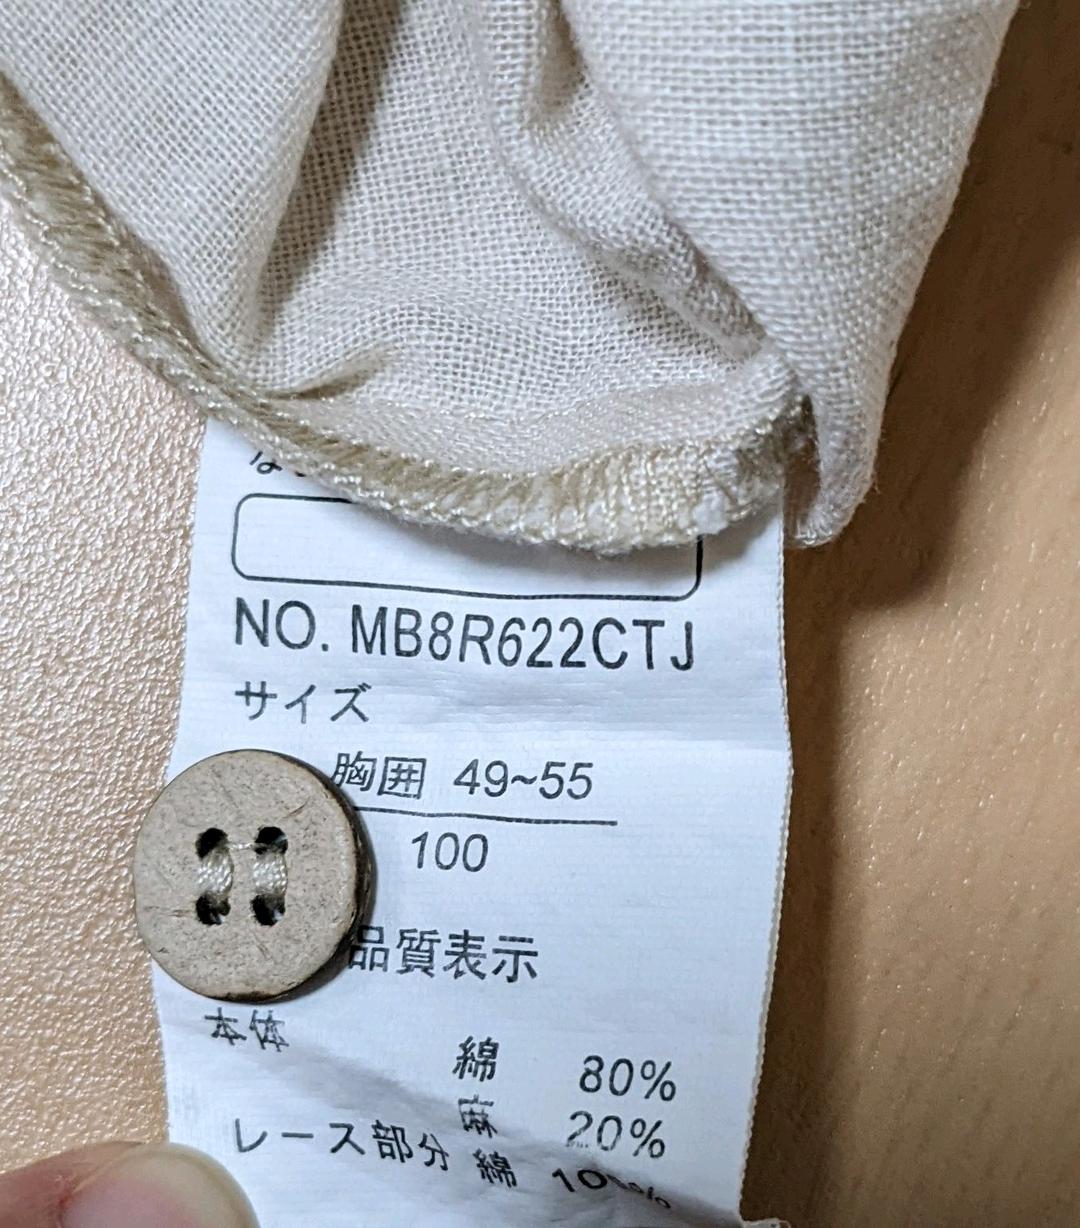 NO. MB8R622CTJ
サイズ
胸囲 49~55
100
品質表示
本体
綿 80%
麻 20%
レース部分 綿